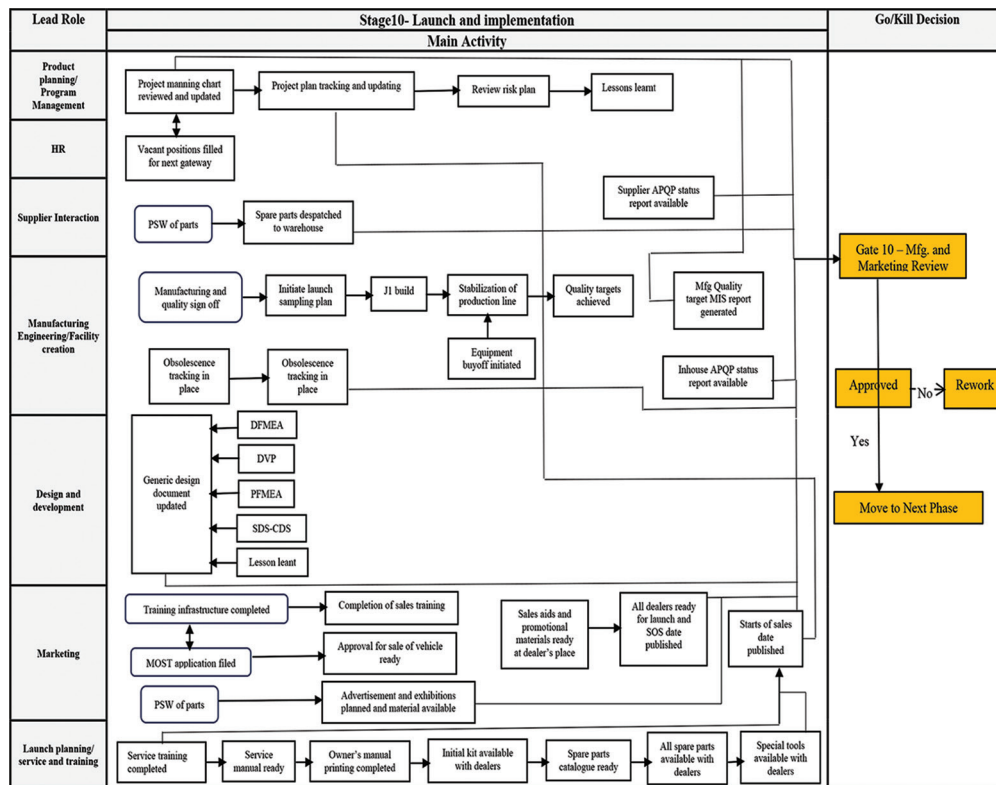 Lead Role
Stage10- Launch and implementation
Go/Kill Decision
Main Activity
Product
planning/
Program
Management
Project manning chart
reviewed and updated
Project plan tracking and updating
Review risk plan
Lessons learnt
HR
Vacant positions filled
for next gateway
Supplier Interaction
PSW of parts
Spare parts despatched
to warehouse
Supplier APQP status
report available
Gate 10 – Mfg. and
Marketing Review
Manufacturing
Engineering/Facility
creation
Manufacturing and
quality sign off
Initiate launch
sampling plan
J1 build
Stabilization of
production line
Quality targets
achieved
Mfg Quality
target MIS report
generated
Equipment
buyoff initiated
Obsolescence
tracking in
place
Obsolescence
tracking in
place
Inhouse APQP status
report available
Approved
No
Rework
Yes
Move to Next Phase
Design and
development
Generic design
document
updated
DFMEA
DVP
PFMEA
SDS-CDS
Lesson leant
Marketing
Training infrastructure completed
Completion of sales training
MOST application filed
Approval for sale of vehicle
ready
PSW of parts
Advertisement and exhibitions
planned and material available
Sales aids and
promotional
materials ready
at dealer's place
All dealers ready
for launch and
SOS date
published
Starts of sales
date
published
Launch planning/
service and training
Service training
completed
Service
manual ready
Owner's manual
printing completed
Initial kit available
with dealers
Spare parts
catalogue ready
All spare parts
available with
dealers
Special tools
available with
dealers